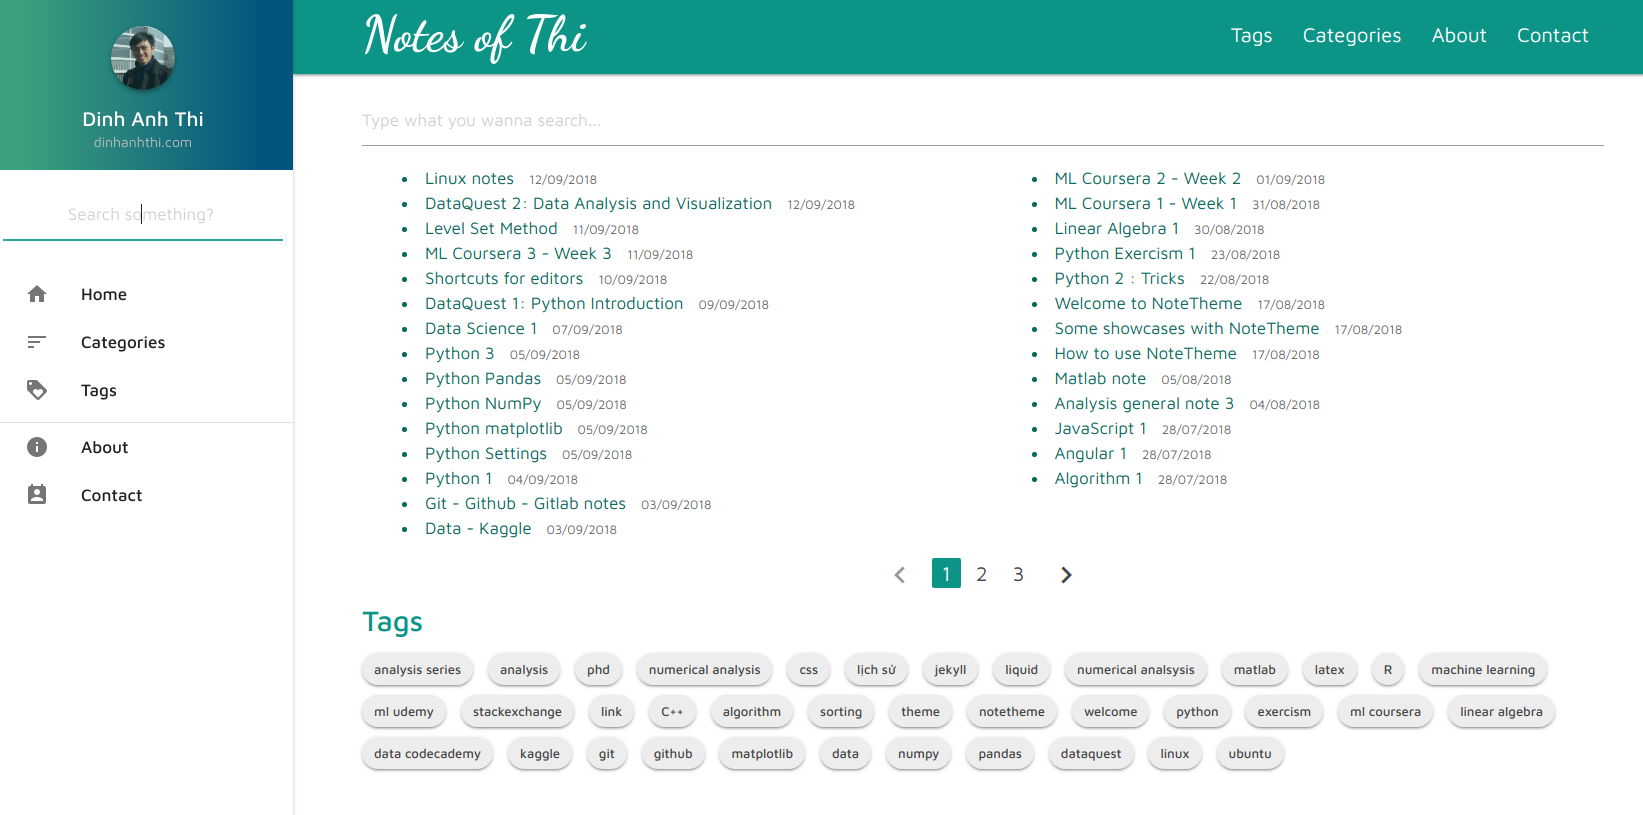 Dinh Anh Thi
dinhanhthi.com
Search something?
Home
Categories
Tags
About
Contact
Notes of Thi
Tags Categories About Contact
Type what you wanna search...
Linux notes 12/09/2018
DataQuest 2: Data Analysis and Visualization 12/09/2018
Level Set Method 11/09/2018
ML Coursera 3 - Week 3 11/09/2018
Shortcuts for editors 10/09/2018
DataQuest 1: Python Introduction 09/09/2018
Data Science 1 07/09/2018
Python 3 05/09/2018
Python Pandas 05/09/2018
Python NumPy 05/09/2018
Python matplotlib 05/09/2018
Python Settings 05/09/2018
Python 1 04/09/2018
Git - Github - Gitlab notes 03/09/2018
Data - Kaggle 03/09/2018
ML Coursera 2 - Week 2 01/09/2018
ML Coursera 1 - Week 1 31/08/2018
Linear Algebra 1 30/08/2018
Python Exercism 1 23/08/2018
Python 2 : Tricks 22/08/2018
Welcome to NoteTheme 17/08/2018
Some showcases with NoteTheme 17/08/2018
How to use NoteTheme 17/08/2018
Matlab note 05/08/2018
Analysis general note 3 04/08/2018
JavaScript 1 28/07/2018
Angular 1 28/07/2018
Algorithm 1 28/07/2018
1 2 3
Tags
analysis series analysis phd numerical analysis css lịch sử jekyll liquid numerical analsysis matlab latex R machine learning
ml udemy stackexchange link C++ algorithm sorting theme notetheme welcome python exercism ml coursera linear algebra
data codecademy kaggle git github matplotlib data numpy pandas dataquest linux ubuntu